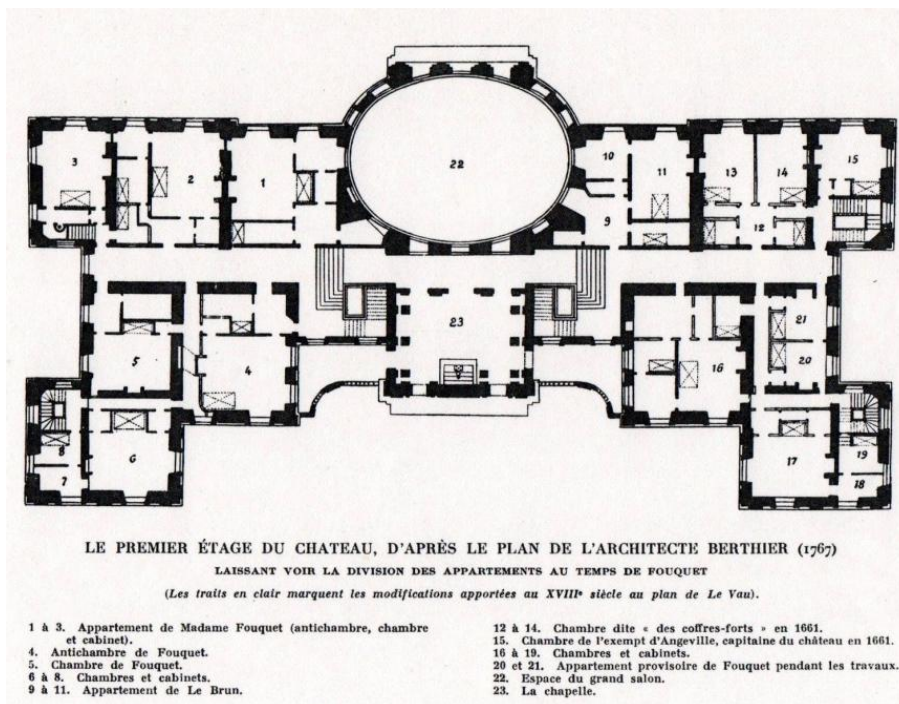 3
2
1
22
10
11
9
13
14
12
15
5
4
23
16
21
20
8
7
6
17
19
18
LE PREMIER ÉTAGE DU CHATEAU, D'APRÈS LE PLAN DE L'ARCHITECTE BERTHIER (1767)
LAISSANT VOIR LA DIVISION DES APPARTEMENTS AU TEMPS DE FOUQUET
(Les traits en clair marquent les modifications apportées au XVIIIe siècle au plan de Le Vau).
1 à 3. Appartement de Madame Fouquet (antichambre, chambre
et cabinet).
4. Antichambre de Fouquet.
5. Chambre de Fouquet.
6 à 8. Chambres et cabinets.
9 à 11. Appartement de Le Brun.
12 à 14. Chambre dite « des coffres-forts » en 1661.
15. Chambre de l'exempt d'Angeville, capitaine du château en 1661.
16 à 19. Chambres et cabinets.
20 et 21. Appartement provisoire de Fouquet pendant les travaux.
22. Espace du grand salon.
23. La chapelle.